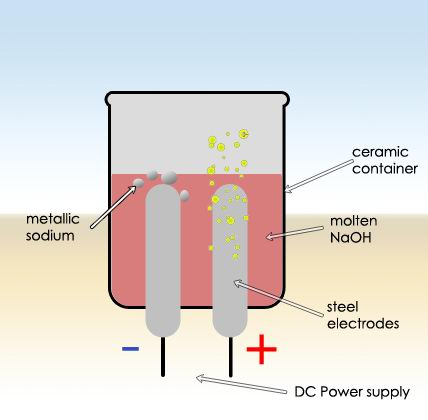 ceramic
container
metallic
sodium
molten
NaOH
steel
electrodes
− +
DC Power supply